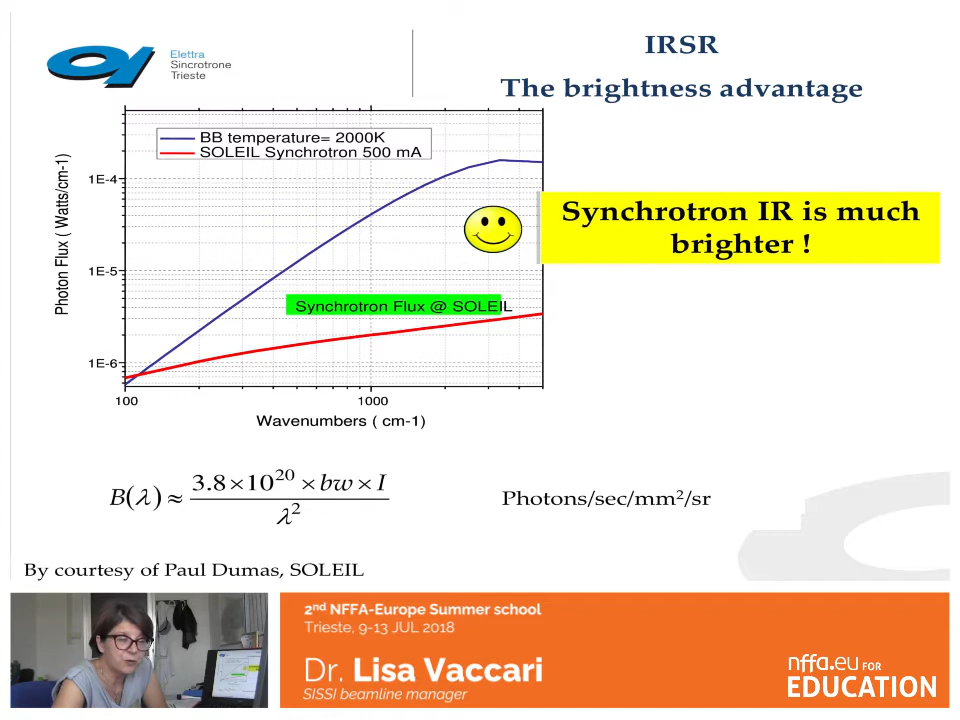 Elettra
Sincrotrone
Trieste
IRSR
The brightness advantage
BB temperature= 2000K
SOLEIL Synchrotron 500 mA
Photon Flux ( Watts/cm-1)
1E-4
1E-5
1E-6
Synchrotron Flux @ SOLEIL
100
1000
Wavenumbers ( cm-1)
Synchrotron IR is much
brighter !
B(λ) ≈ 3.8×10²⁰ × bw × I / λ²
Photons/sec/mm²/sr
By courtesy of Paul Dumas, SOLEIL
2nd NFFA-Europe Summer school
Trieste, 9-13 JUL 2018
Dr. Lisa Vaccari
SISSI beamline manager
nffa.eu FOR
EDUCATION